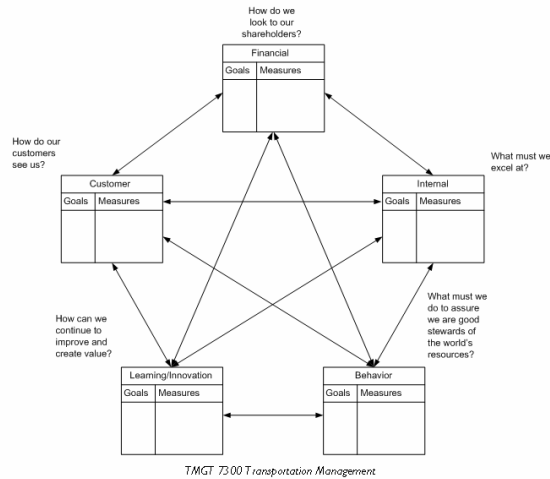 How do we
look to our
shareholders?
Financial
Goals Measures
How do our
customers
see us?
What must we
excel at?
Customer
Goals Measures
Internal
Goals Measures
How can we
continue to
improve and
create value?
What must we
do to assure
we are good
stewards of
the world's
resources?
Learning/Innovation
Goals Measures
Behavior
Goals Measures
TMGT 7300 Transportation Management